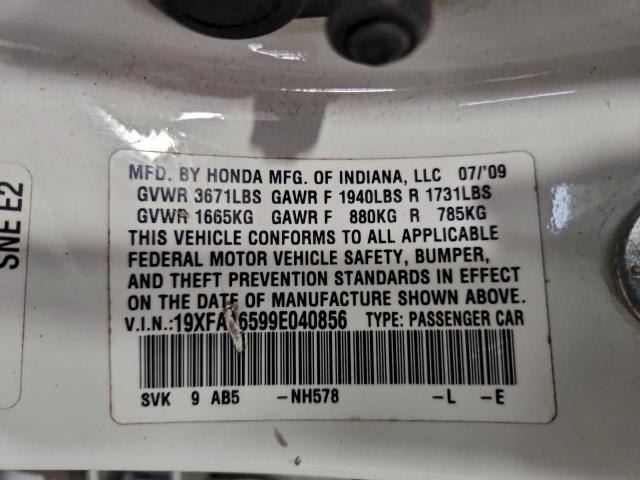 SNE E2
MFD. BY HONDA MFG. OF INDIANA, LLC 07/'09
GVWR 3671LBS GAWR F 1940LBS R 1731LBS
GVWR 1665KG GAWR F 880KG R 785KG
THIS VEHICLE CONFORMS TO ALL APPLICABLE
FEDERAL MOTOR VEHICLE SAFETY, BUMPER,
AND THEFT PREVENTION STANDARDS IN EFFECT
ON THE DATE OF MANUFACTURE SHOWN ABOVE.
V.I.N.:19XFA16599E040856 TYPE: PASSENGER CAR
SVK 9 AB5 -NH578 -L -E